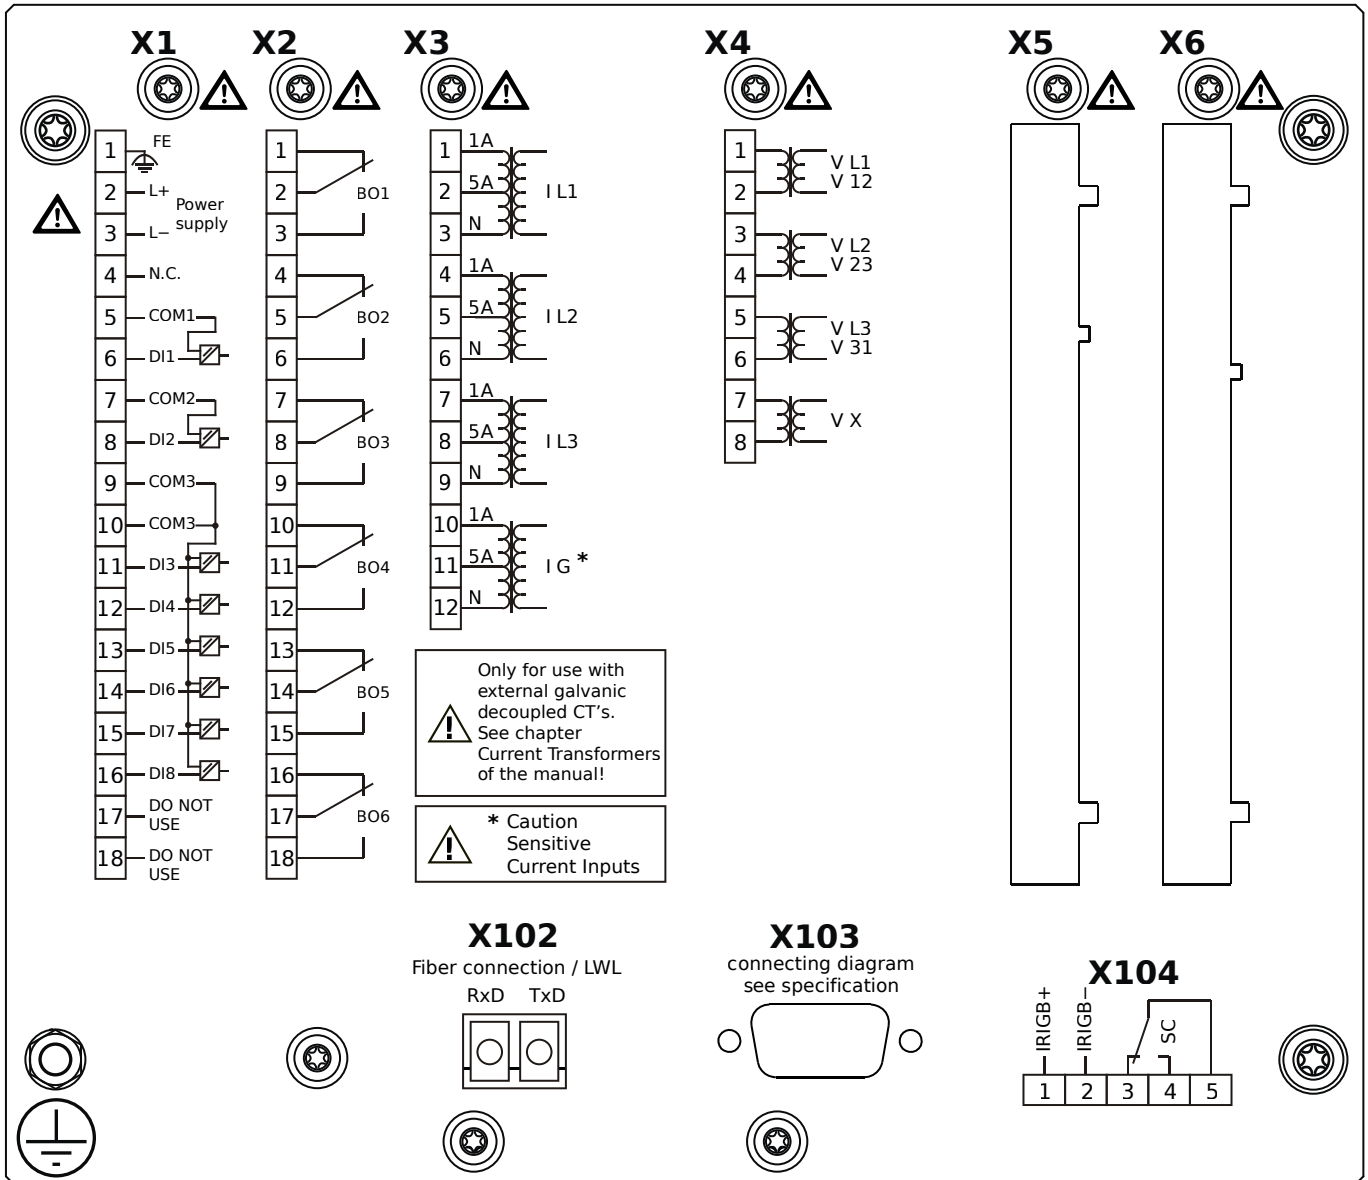 X1
X2
X3
X4
X5
X6
1 FE
2 L+
Power
supply
3 L−
4 N.C.
5 COM1
6 DI1
7 COM2
8 DI2
9 COM3
10 COM3
11 DI3
12 DI4
13 DI5
14 DI6
15 DI7
16 DI8
17 DO NOT
USE
18 DO NOT
USE
1
2 BO1
3
4
5 BO2
6
7
8 BO3
9
10
11 BO4
12
13
14 BO5
15
16
17 BO6
18
1 1A
2 5A I L1
3 N
4 1A
5 5A I L2
6 N
7 1A
8 5A I L3
9 N
10 1A
11 5A I G *
12 N
Only for use with
external galvanic
decoupled CT's.
See chapter
Current Transformers
of the manual!
* Caution
Sensitive
Current Inputs
1 V L1
2 V 12
3 V L2
4 V 23
5 V L3
6 V 31
7 V X
8
X102
Fiber connection / LWL
RxD TxD
X103
connecting diagram
see specification
X104
IRIGB+
IRIGB−
SC
1 2 3 4 5